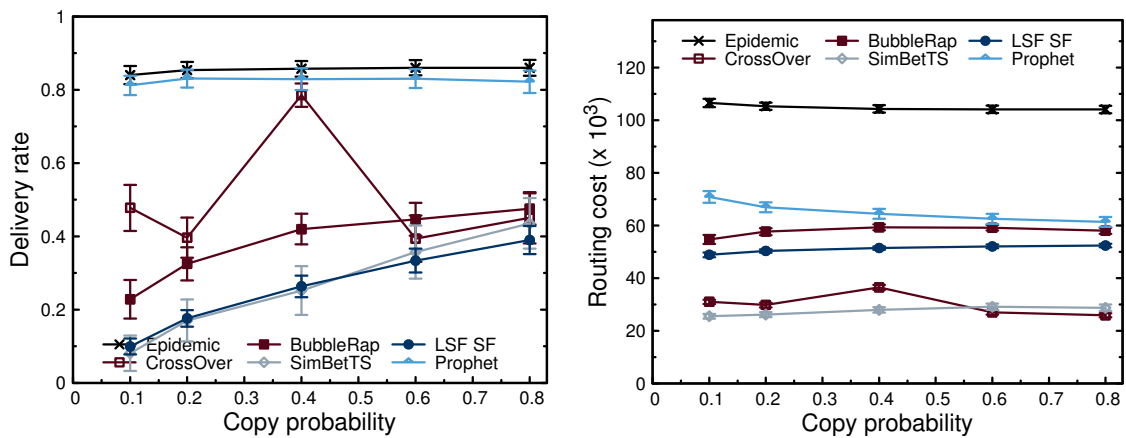 1
0.8
0.6
0.4
0.2
0
Delivery rate
Epidemic BubbleRap LSF SF
CrossOver SimBetTS Prophet
0 0.1 0.2 0.3 0.4 0.5 0.6 0.7 0.8
Copy probability
120
100
80
60
40
20
0
Routing cost (x 10^3)
Epidemic BubbleRap LSF SF
CrossOver SimBetTS Prophet
0 0.1 0.2 0.3 0.4 0.5 0.6 0.7 0.8
Copy probability